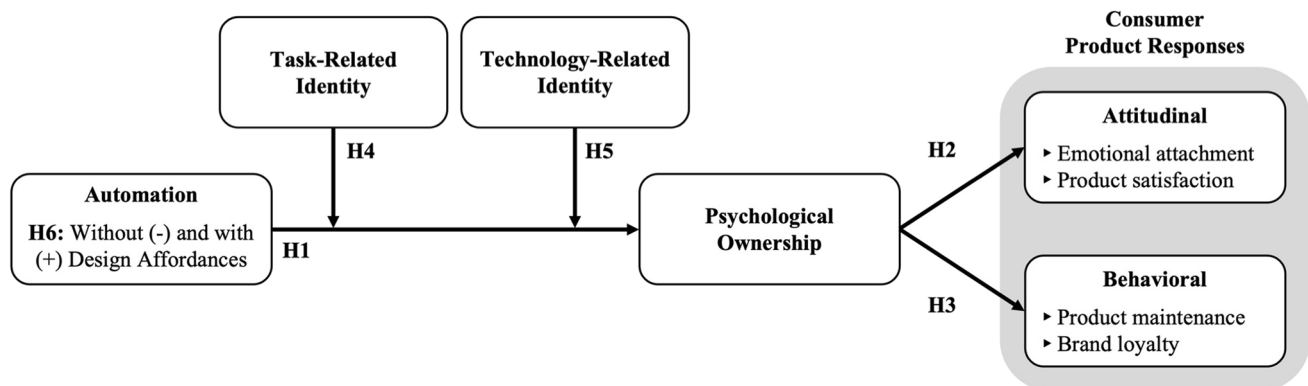 Consumer
Product Responses
Task-Related
Identity
Technology-Related
Identity
H4
H5
Automation
H6: Without (-) and with
(+) Design Affordances
H1
Psychological
Ownership
H2
H3
Attitudinal
‣ Emotional attachment
‣ Product satisfaction
Behavioral
‣ Product maintenance
‣ Brand loyalty